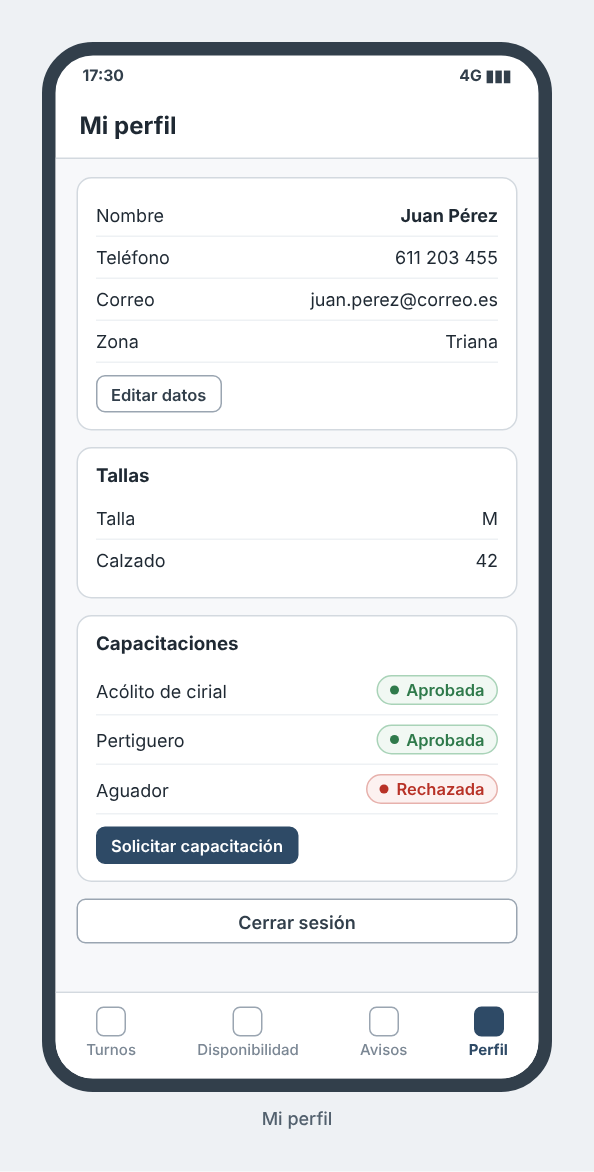 17:30 4G
Mi perfil
Nombre Juan Pérez
Teléfono 611 203 455
Correo juan.perez@correo.es
Zona Triana
Editar datos
Tallas
Talla M
Calzado 42
Capacitaciones
Acólito de cirial Aprobada
Pertiguero Aprobada
Aguador Rechazada
Solicitar capacitación
Cerrar sesión
Turnos Disponibilidad Avisos Perfil
Mi perfil